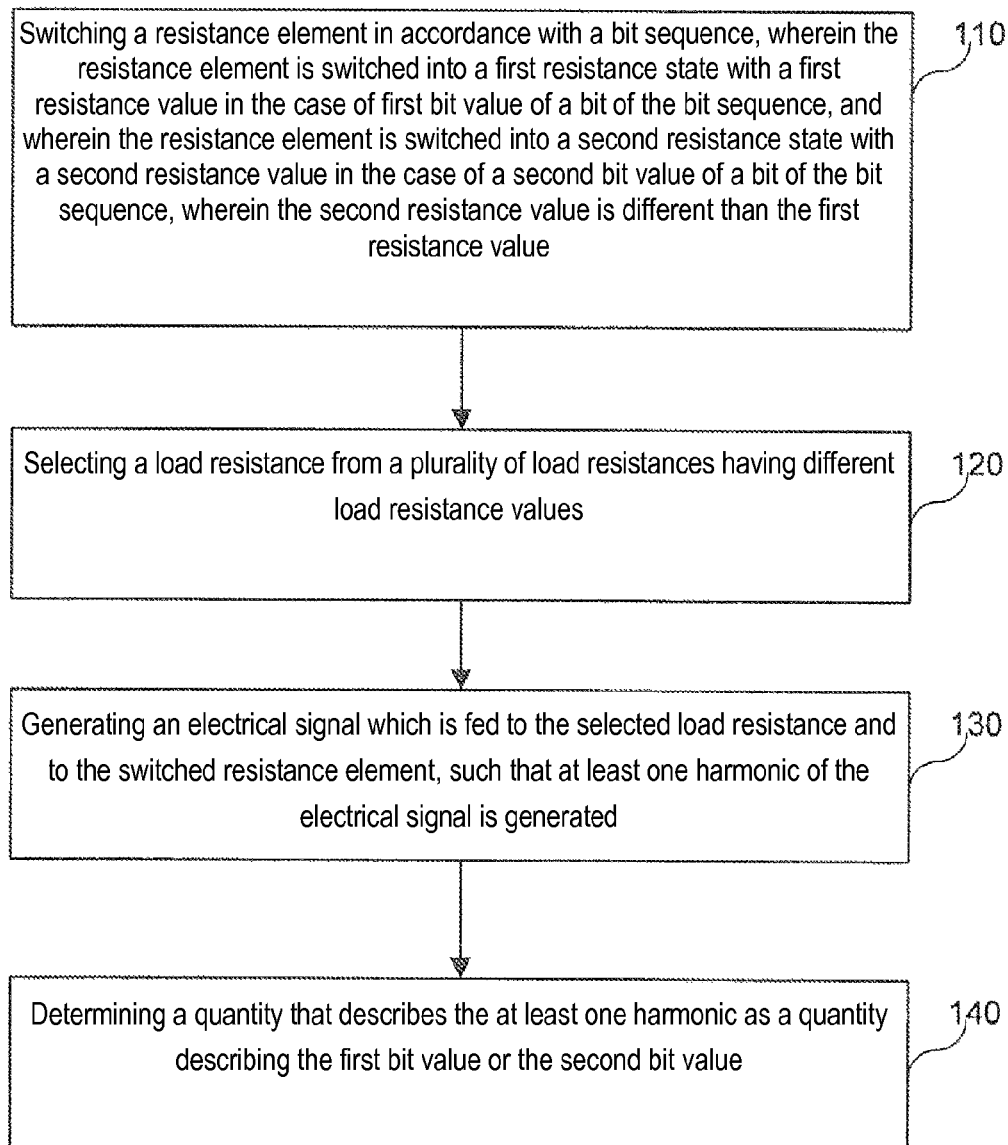 Switching a resistance element in accordance with a bit sequence, wherein the
resistance element is switched into a first resistance state with a first
resistance value in the case of first bit value of a bit of the bit sequence, and
wherein the resistance element is switched into a second resistance state with
a second resistance value in the case of a second bit value of a bit of the bit
sequence, wherein the second resistance value is different than the first
resistance value
110
Selecting a load resistance from a plurality of load resistances having different
load resistance values
120
Generating an electrical signal which is fed to the selected load resistance and
to the switched resistance element, such that at least one harmonic of the
electrical signal is generated
130
Determining a quantity that describes the at least one harmonic as a quantity
describing the first bit value or the second bit value
140